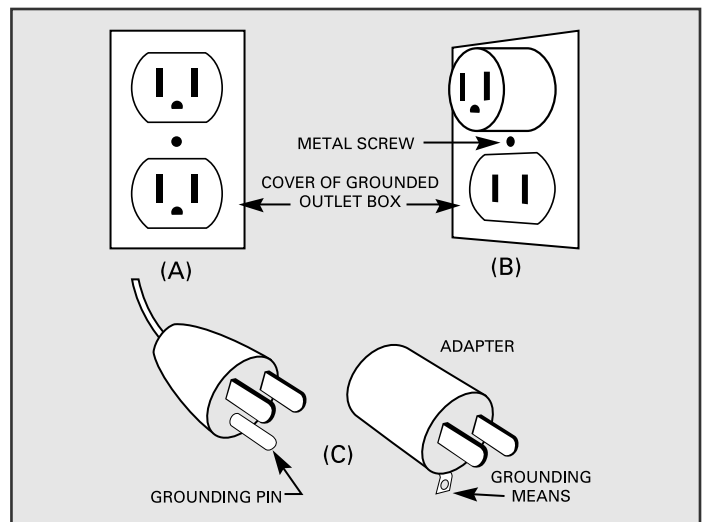 METAL SCREW
COVER OF GROUNDED
OUTLET BOX
(A)
(B)
ADAPTER
(C)
GROUNDING PIN
GROUNDING
MEANS